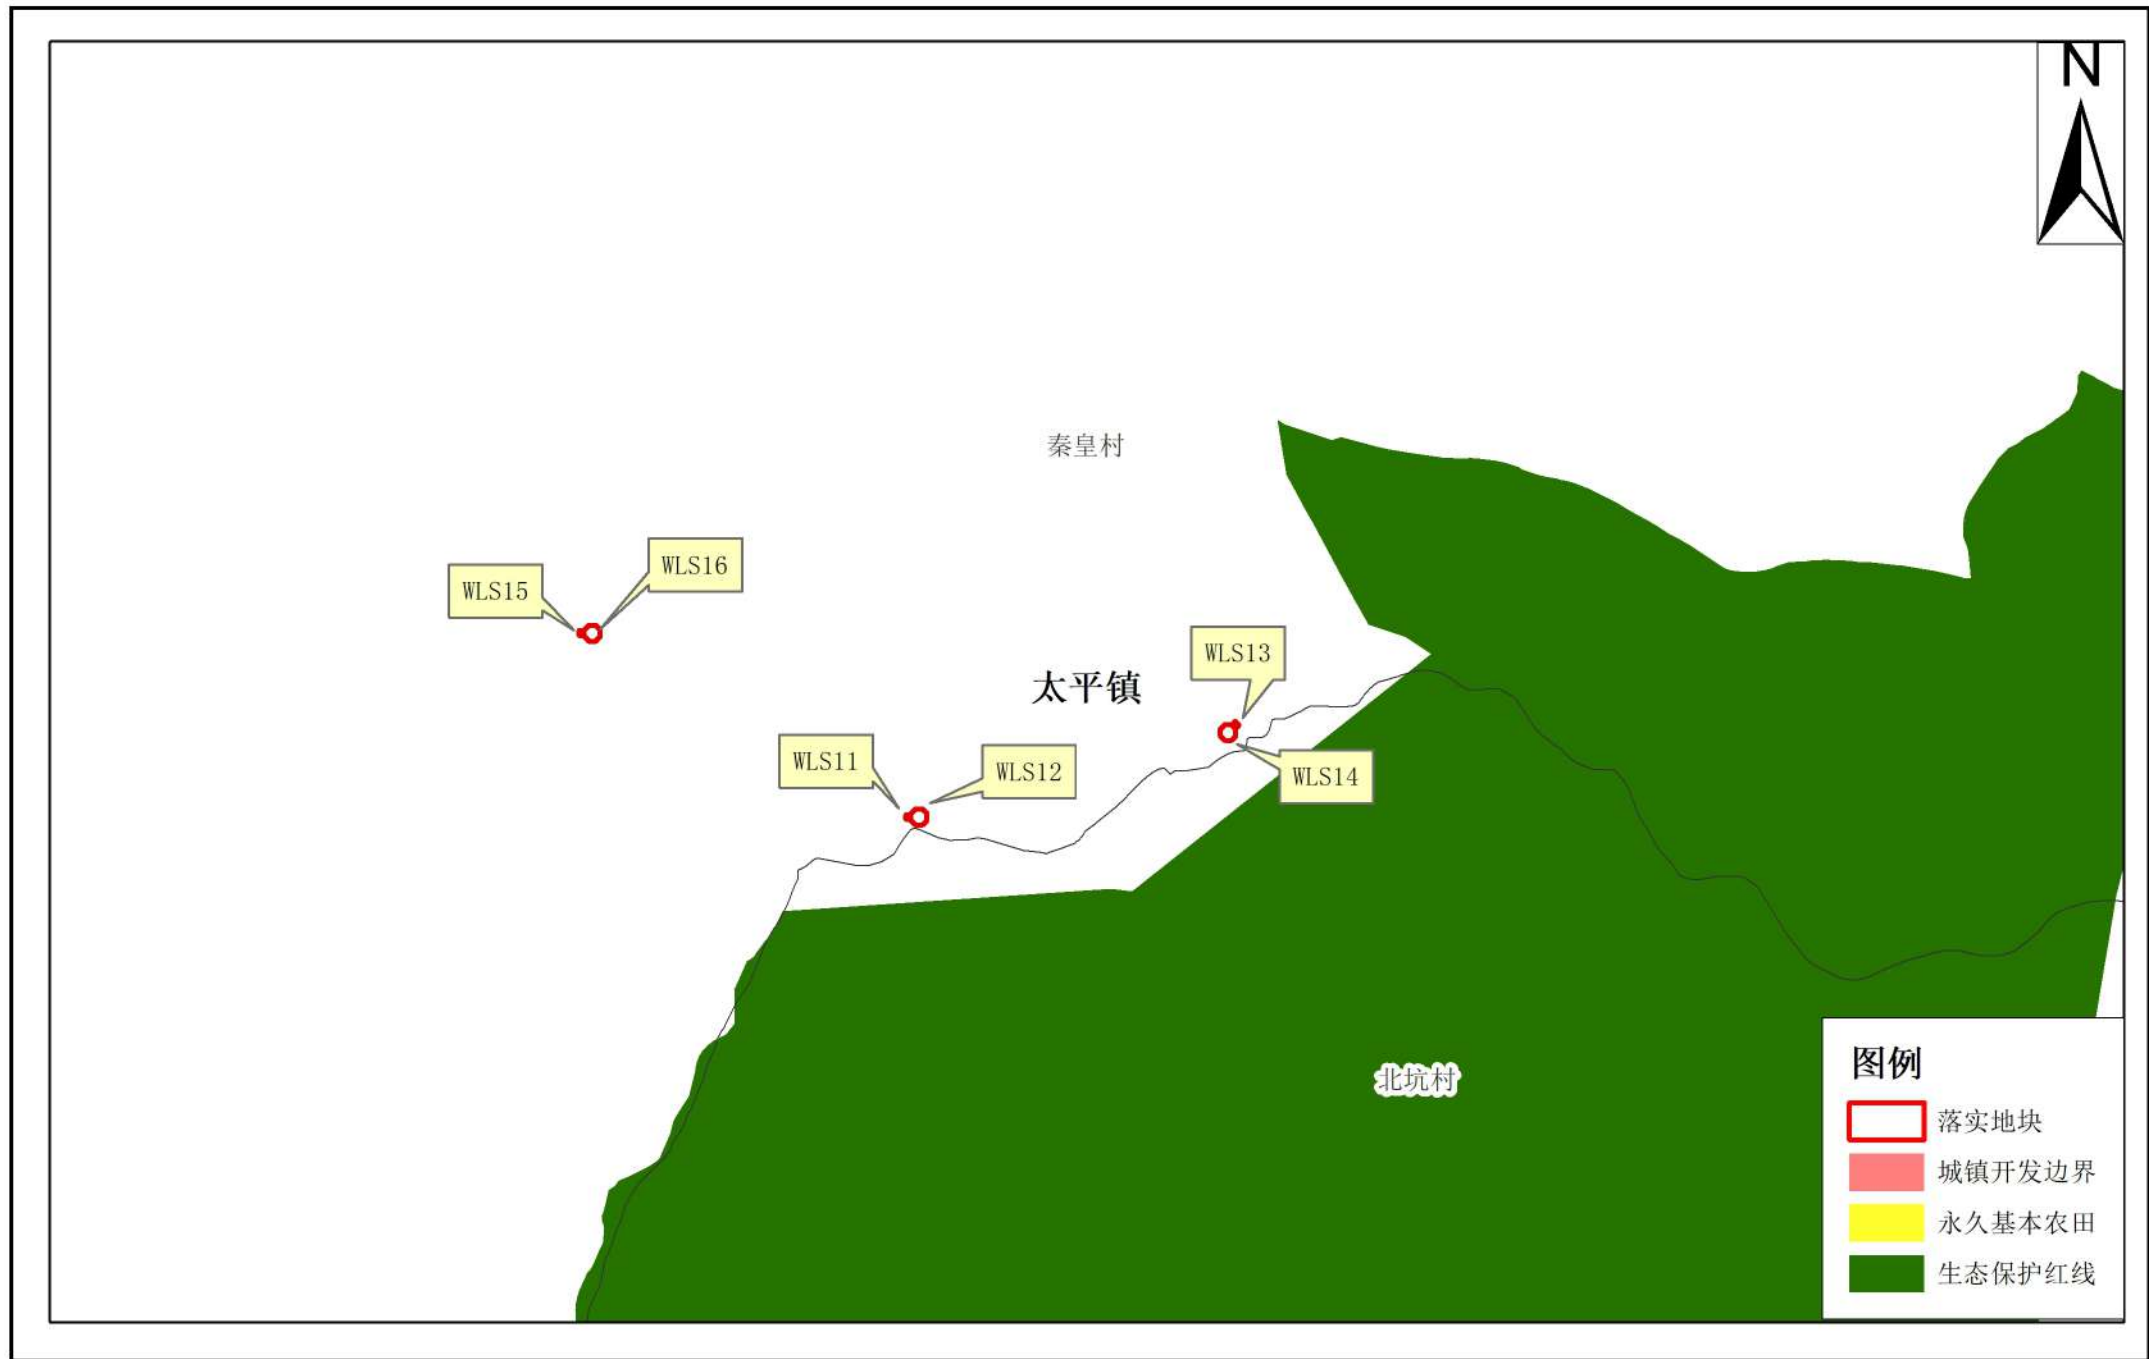 N
秦皇村
WLS16
WLS15
WLS13
太平镇
WLS11
WLS12
WLS14
北坑村
图例
落实地块
城镇开发边界
永久基本农田
生态保护红线